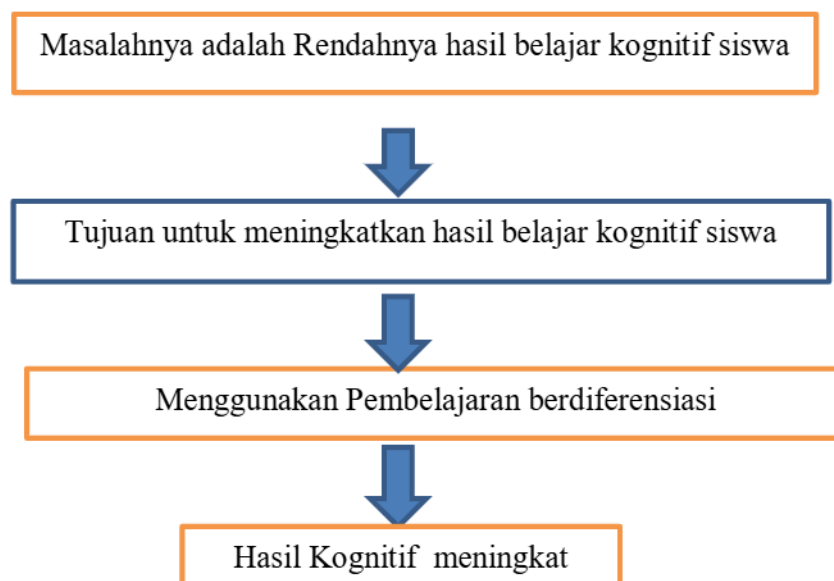 Masalahnya adalah Rendahnya hasil belajar kognitif siswa
Tujuan untuk meningkatkan hasil belajar kognitif siswa
Menggunakan Pembelajaran berdiferensiasi
Hasil Kognitif meningkat